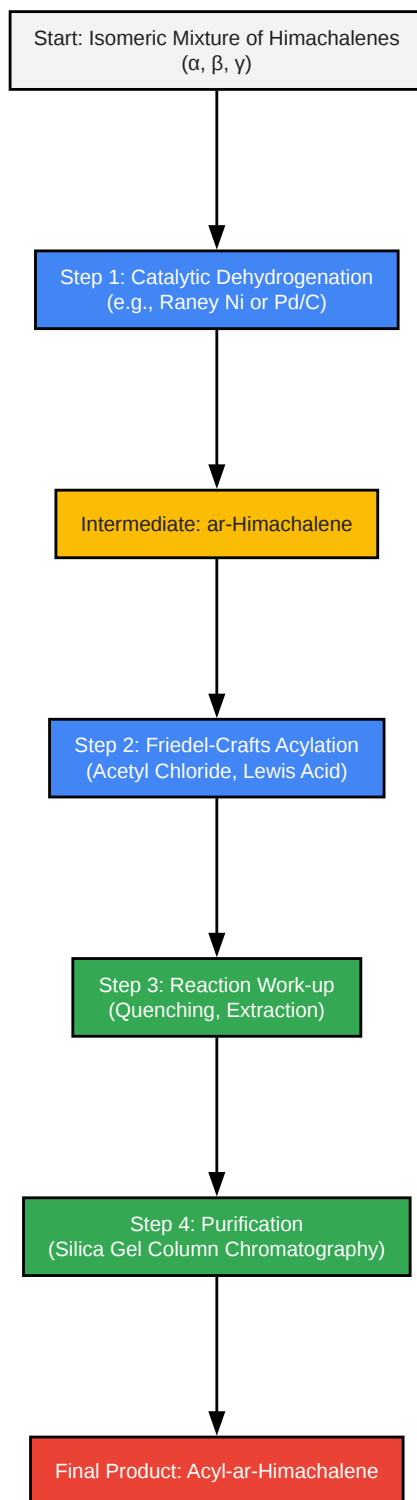 Start: Isomeric Mixture of Himachalenes
(α, β, γ)
Step 1: Catalytic Dehydrogenation
(e.g., Raney Ni or Pd/C)
Intermediate: ar-Himachalene
Step 2: Friedel-Crafts Acylation
(Acetyl Chloride, Lewis Acid)
Step 3: Reaction Work-up
(Quenching, Extraction)
Step 4: Purification
(Silica Gel Column Chromatography)
Final Product: Acyl-ar-Himachalene